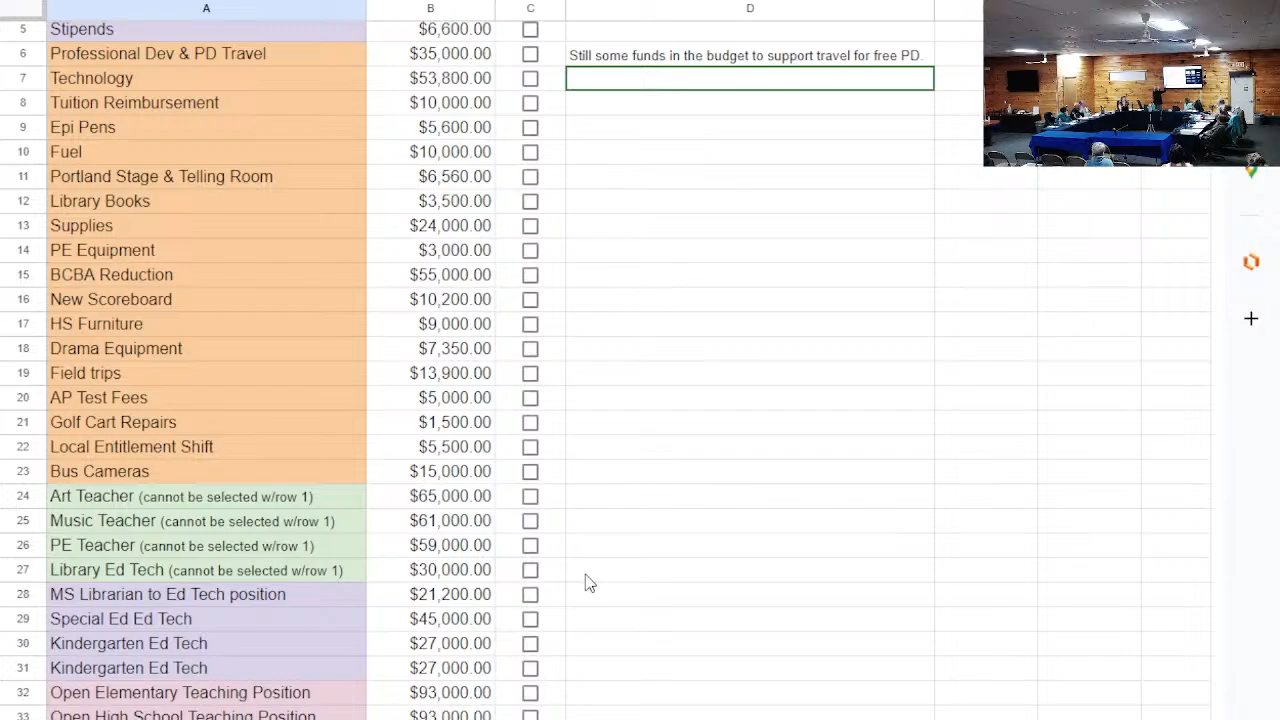 A B C D
5 Stipends $6,600.00
6 Professional Dev & PD Travel $35,000.00 Still some funds in the budget to support travel for free PD.
7 Technology $53,800.00
8 Tuition Reimbursement $10,000.00
9 Epi Pens $5,600.00
10 Fuel $10,000.00
11 Portland Stage & Telling Room $6,560.00
12 Library Books $3,500.00
13 Supplies $24,000.00
14 PE Equipment $3,000.00
15 BCBA Reduction $55,000.00
16 New Scoreboard $10,200.00
17 HS Furniture $9,000.00
18 Drama Equipment $7,350.00
19 Field trips $13,900.00
20 AP Test Fees $5,000.00
21 Golf Cart Repairs $1,500.00
22 Local Entitlement Shift $5,500.00
23 Bus Cameras $15,000.00
24 Art Teacher (cannot be selected w/row 1) $65,000.00
25 Music Teacher (cannot be selected w/row 1) $61,000.00
26 PE Teacher (cannot be selected w/row 1) $59,000.00
27 Library Ed Tech (cannot be selected w/row 1) $30,000.00
28 MS Librarian to Ed Tech position $21,200.00
29 Special Ed Ed Tech $45,000.00
30 Kindergarten Ed Tech $27,000.00
31 Kindergarten Ed Tech $27,000.00
32 Open Elementary Teaching Position $93,000.00
33 Open High School Teaching Position $93,000.00